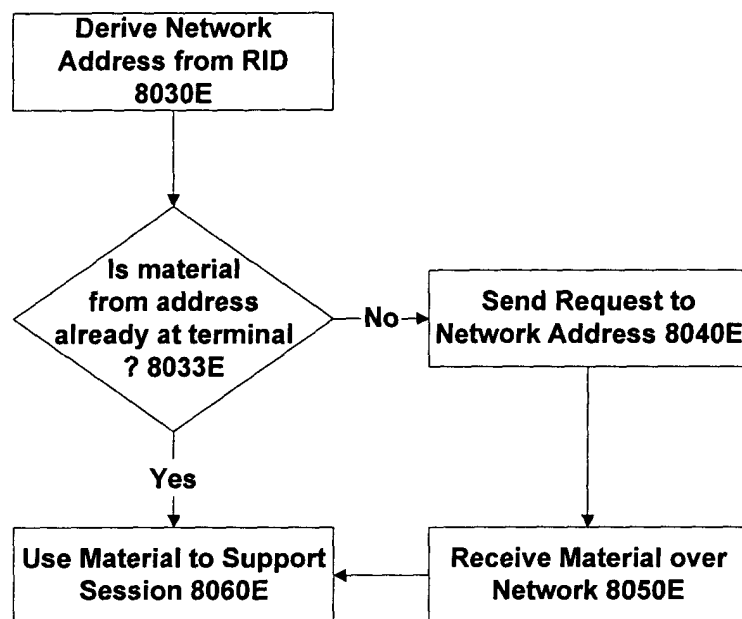 Derive Network
Address from RID
8030E
Is material
from address
already at terminal
? 8033E
No
Send Request to
Network Address 8040E
Yes
Use Material to Support
Session 8060E
Receive Material over
Network 8050E